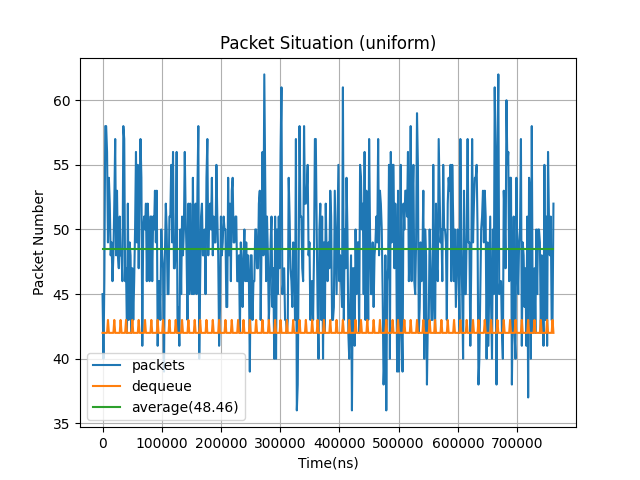 Packet Situation (uniform)
Packet Number
60
55
50
45
40
35
packets
dequeue
average(48.46)
0 100000 200000 300000 400000 500000 600000 700000
Time(ns)